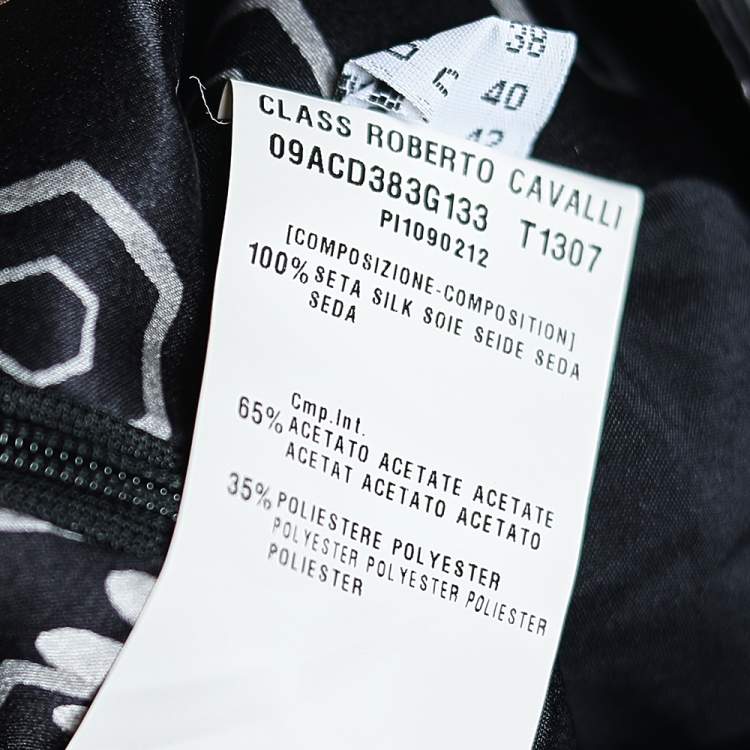 38
40
CLASS ROBERTO CAVALLI
09ACD383G133 T1307
PI1090212
[COMPOSIZIONE-COMPOSITION]
100% SETA SILK SOIE SEIDE SEDA
SEDA
Cmp.Int.
65% ACETATO ACETATE ACETATE
ACETAT ACETATO ACETATO
35% POLIESTERE POLYESTER
POLYESTER POLYESTER POLIESTER
POLIESTER